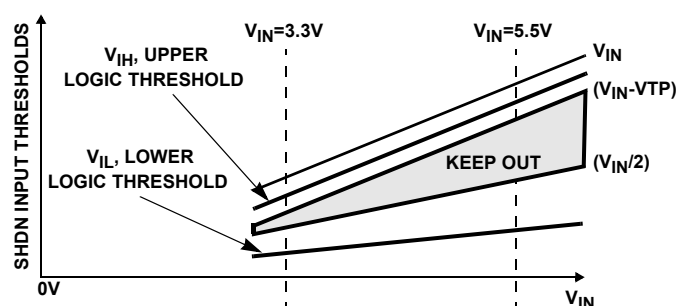 V_IN=3.3V
V_IN=5.5V
V_IH, UPPER
LOGIC THRESHOLD
V_IL, LOWER
LOGIC THRESHOLD
V_IN
(V_IN-VTP)
KEEP OUT
(V_IN/2)
SHDN INPUT THRESHOLDS
0V
V_IN